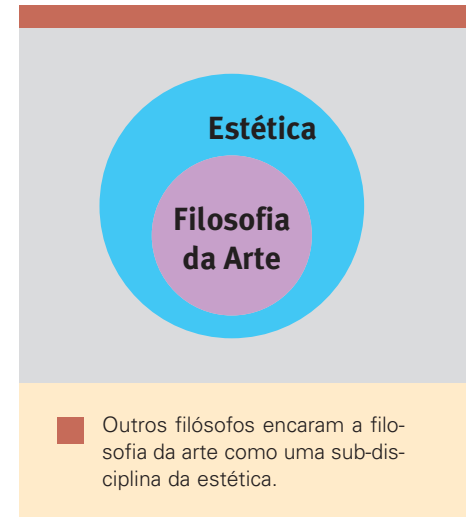 Estética
Filosofia
da Arte
Outros filósofos encaram a filo-
sofia da arte como uma sub-dis-
ciplina da estética.